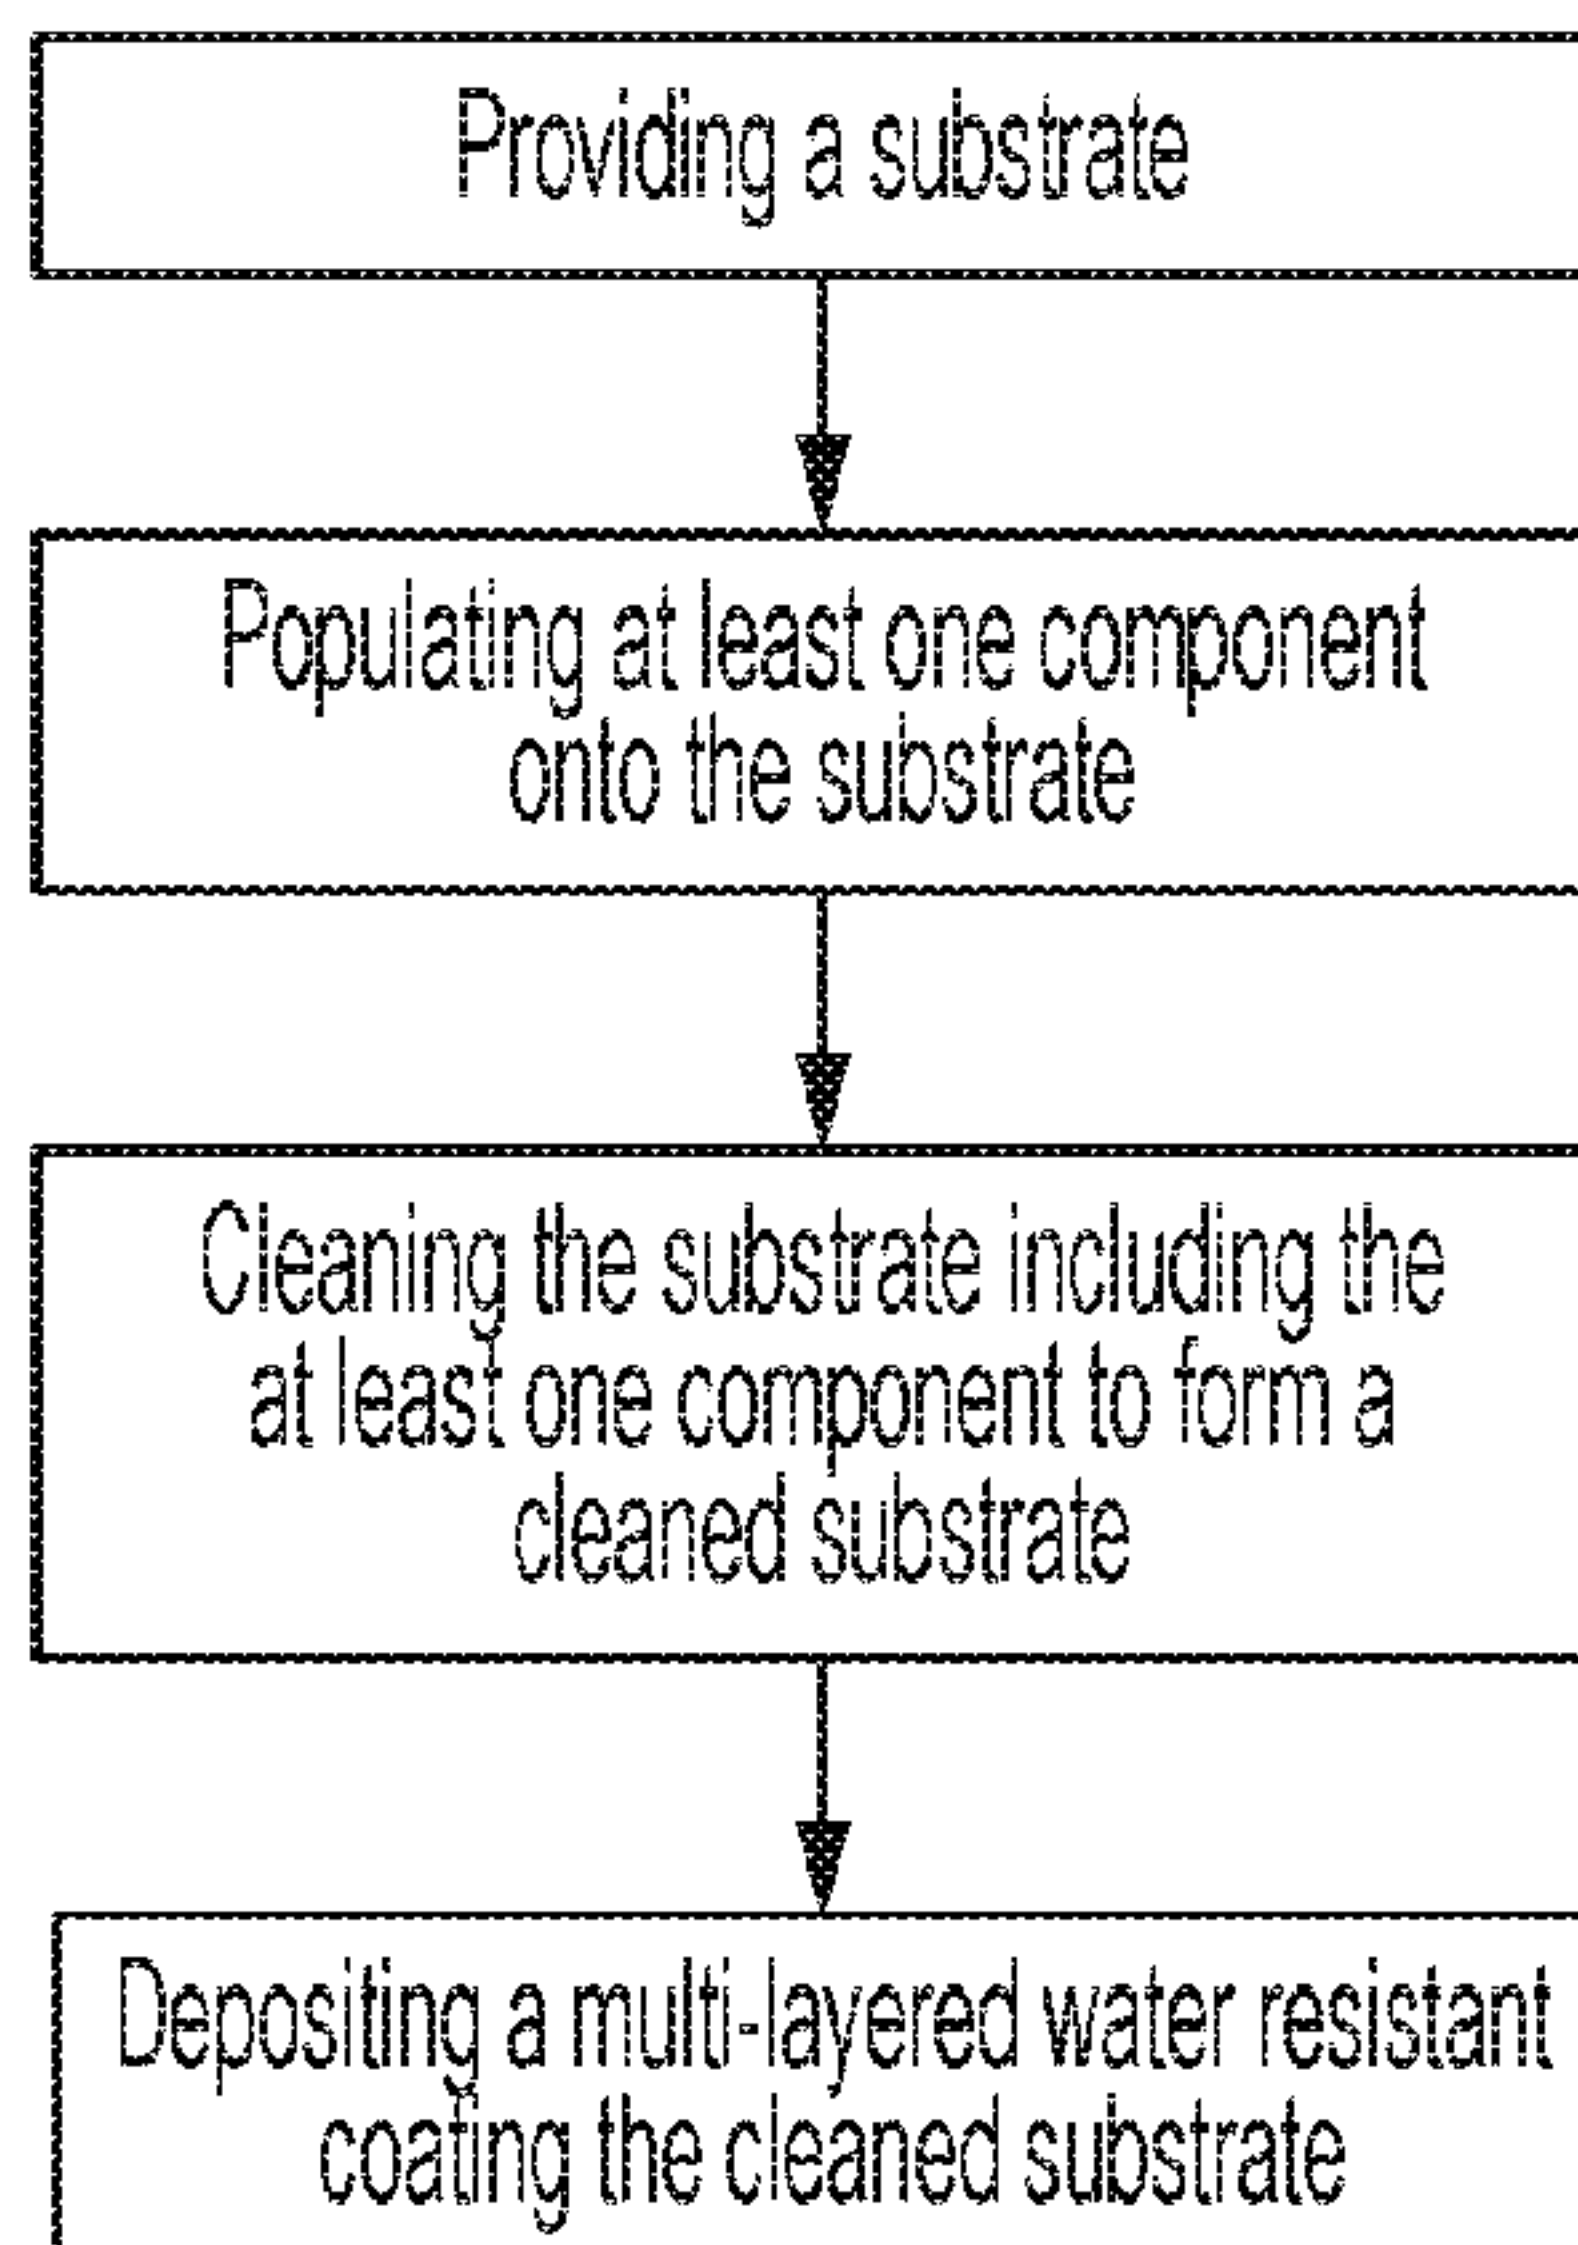 Providing a substrate
Populating at least one component
onto the substrate
Cleaning the substrate including the
at least one component to form a
cleaned substrate
Depositing a multi-layered water resistant
coating the cleaned substrate